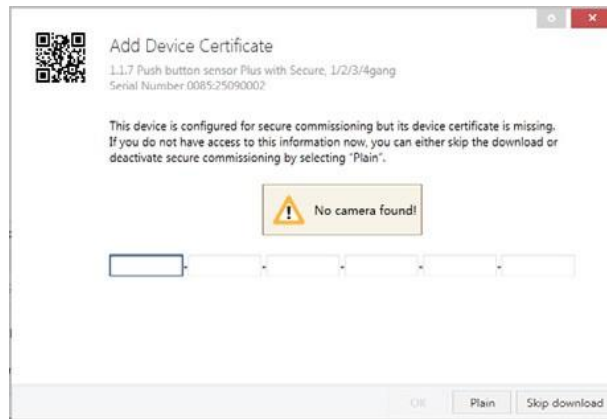 Add Device Certificate
1.1.7 Push button sensor Plus with Secure, 1/2/3/4gang
Serial Number 0085:25090002
This device is configured for secure commissioning but its device certificate is missing.
If you do not have access to this information now, you can either skip the download or
deactivate secure commissioning by selecting "Plain".
No camera found!
- - - - -
OK Plain Skip download